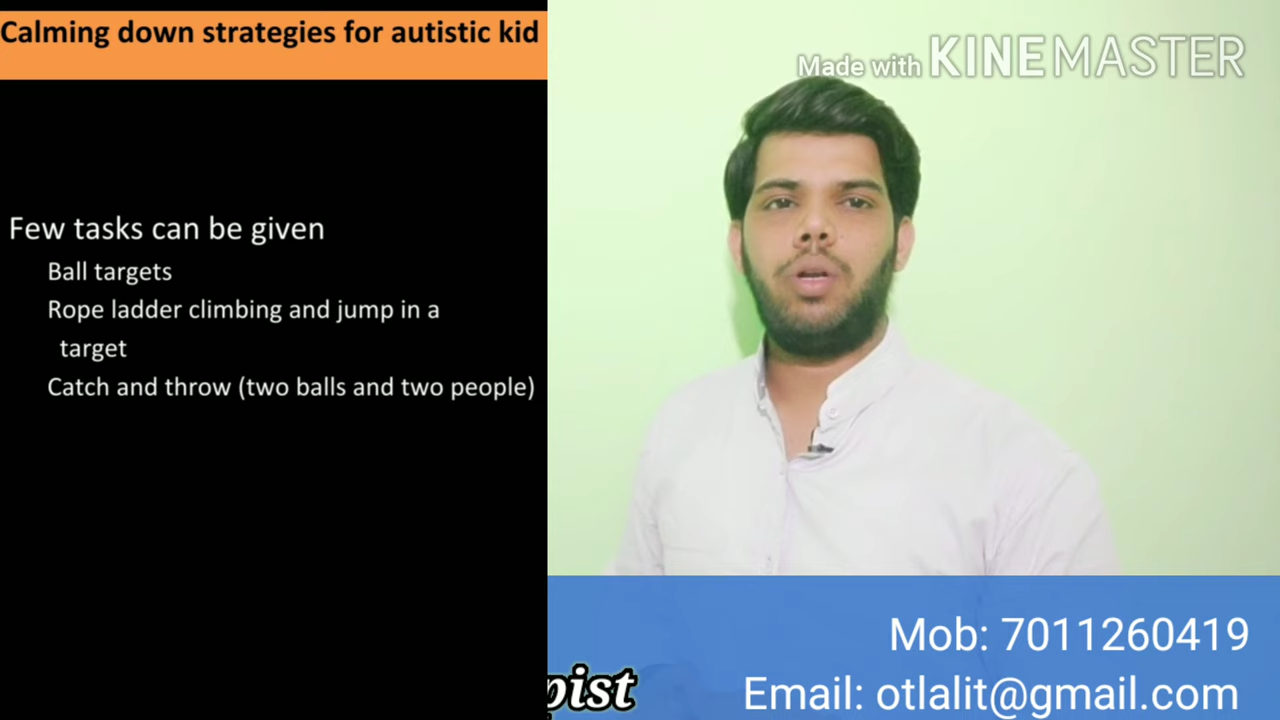 Calming down strategies for autistic kid
Few tasks can be given
Ball targets
Rope ladder climbing and jump in a
target
Catch and throw (two balls and two people)
Made with KINEMASTER
Mob: 7011260419
pist
Email: otlalit@gmail.com